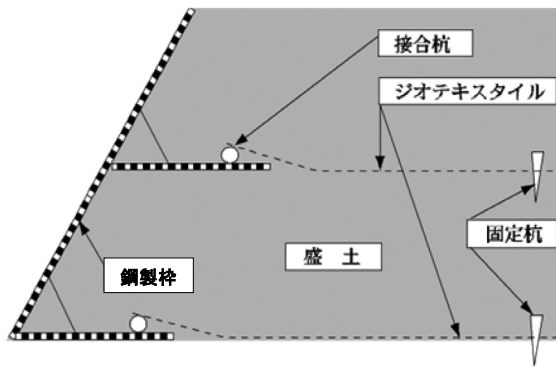 接合杭
ジオテキスタイル
固定杭
盛 土
鋼製枠